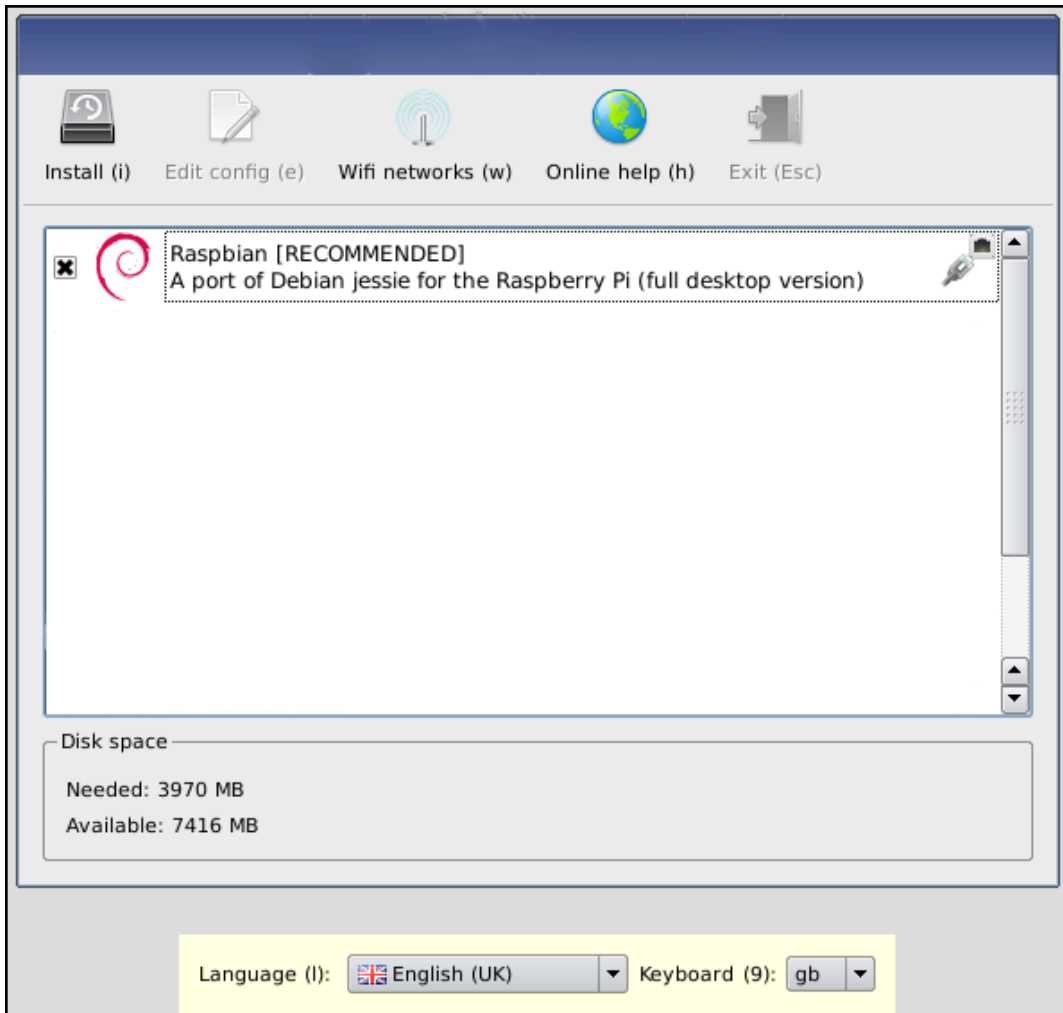 Install (i) Edit config (e) Wifi networks (w) Online help (h) Exit (Esc)
Raspbian [RECOMMENDED]
A port of Debian jessie for the Raspberry Pi (full desktop version)
Disk space
Needed: 3970 MB
Available: 7416 MB
Language (l): English (UK) Keyboard (9): gb